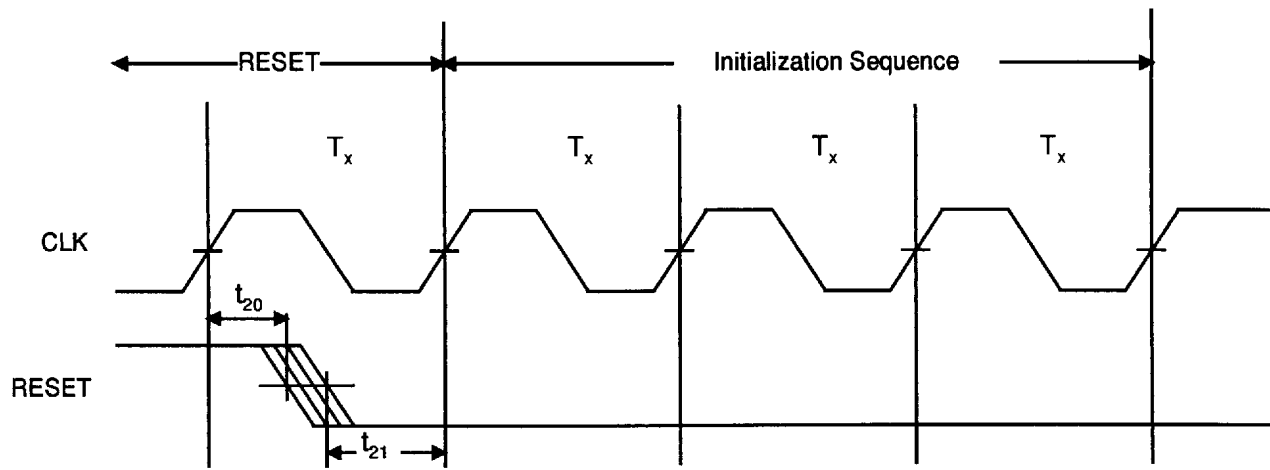 RESET Initialization Sequence
Tx Tx Tx Tx
CLK
t20
RESET
t21